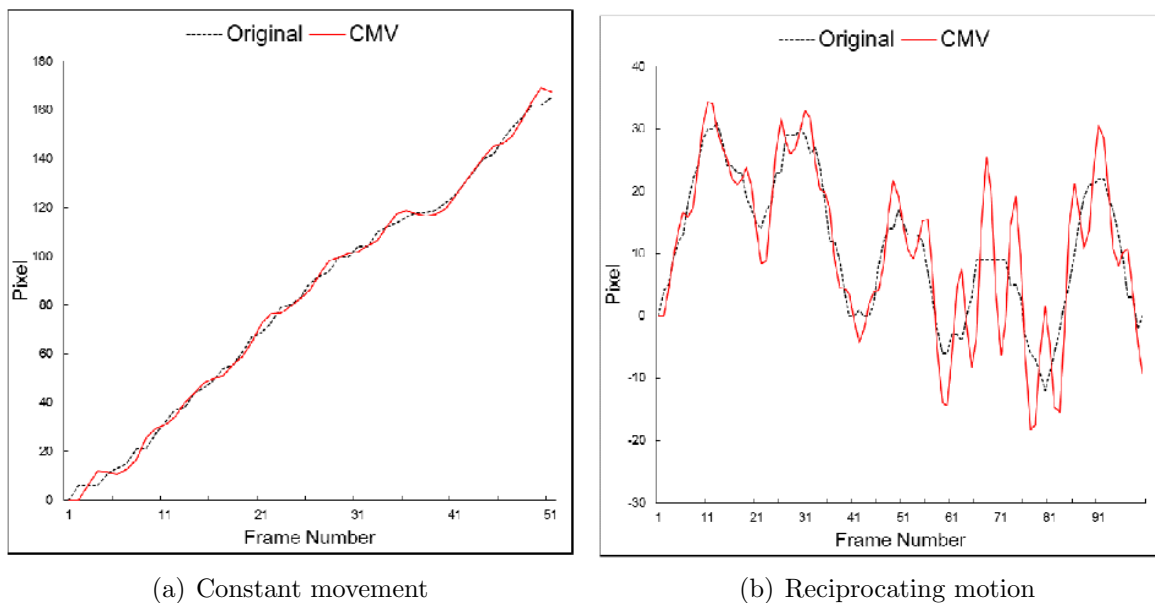 Original CMV
180
160
140
120
100
80
60
40
20
0
Pixel
1 11 21 31 41 51
Frame Number
(a) Constant movement
Original CMV
40
30
20
10
0
-10
-20
-30
Pixel
1 11 21 31 41 51 61 71 81 91
Frame Number
(b) Reciprocating motion